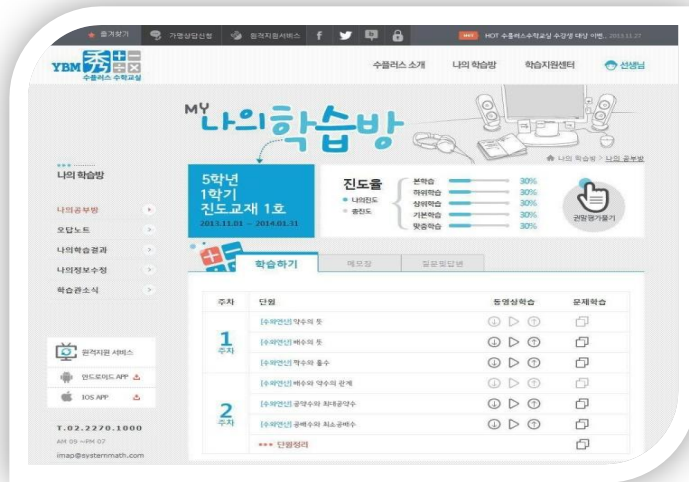 즐겨찾기 가맹상담신청 원격지원서비스 HOT HOT 수플러스수학교실 수강생 대상 이벤.. 2013.11.27
YBM 秀
수플러스 수학교실
수플러스 소개 나의 학습방 학습지원센터 선생님
MY 나의학습방
나의 학습방 > 나의 공부방
나의 학습방
나의공부방
오답노트
나의학습결과
나의정보수정
학습관소식
5학년
1학기
진도교재 1호
2013.11.01 ~ 2014.01.31
진도율
나의진도
총진도
본학습 30%
하위학습 30%
상위학습 30%
기본학습 30%
맞춤학습 30%
권말평가풀기
학습하기 메모장 질문및답변
주차 단원 동영상학습 문제학습
1 주차
[수와연산] 약수의 뜻
[수와연산] 배수의 뜻
[수와연산] 짝수와 홀수
2 주차
[수와연산] 배수와 약수의 관계
[수와연산] 공약수와 최대공약수
[수와연산] 공배수와 최소공배수
*** 단원정리
원격지원 서비스
안드로이드 APP
IOS APP
T.02.2270.1000
AM 09 ~PM 07
imap@systemmath.com